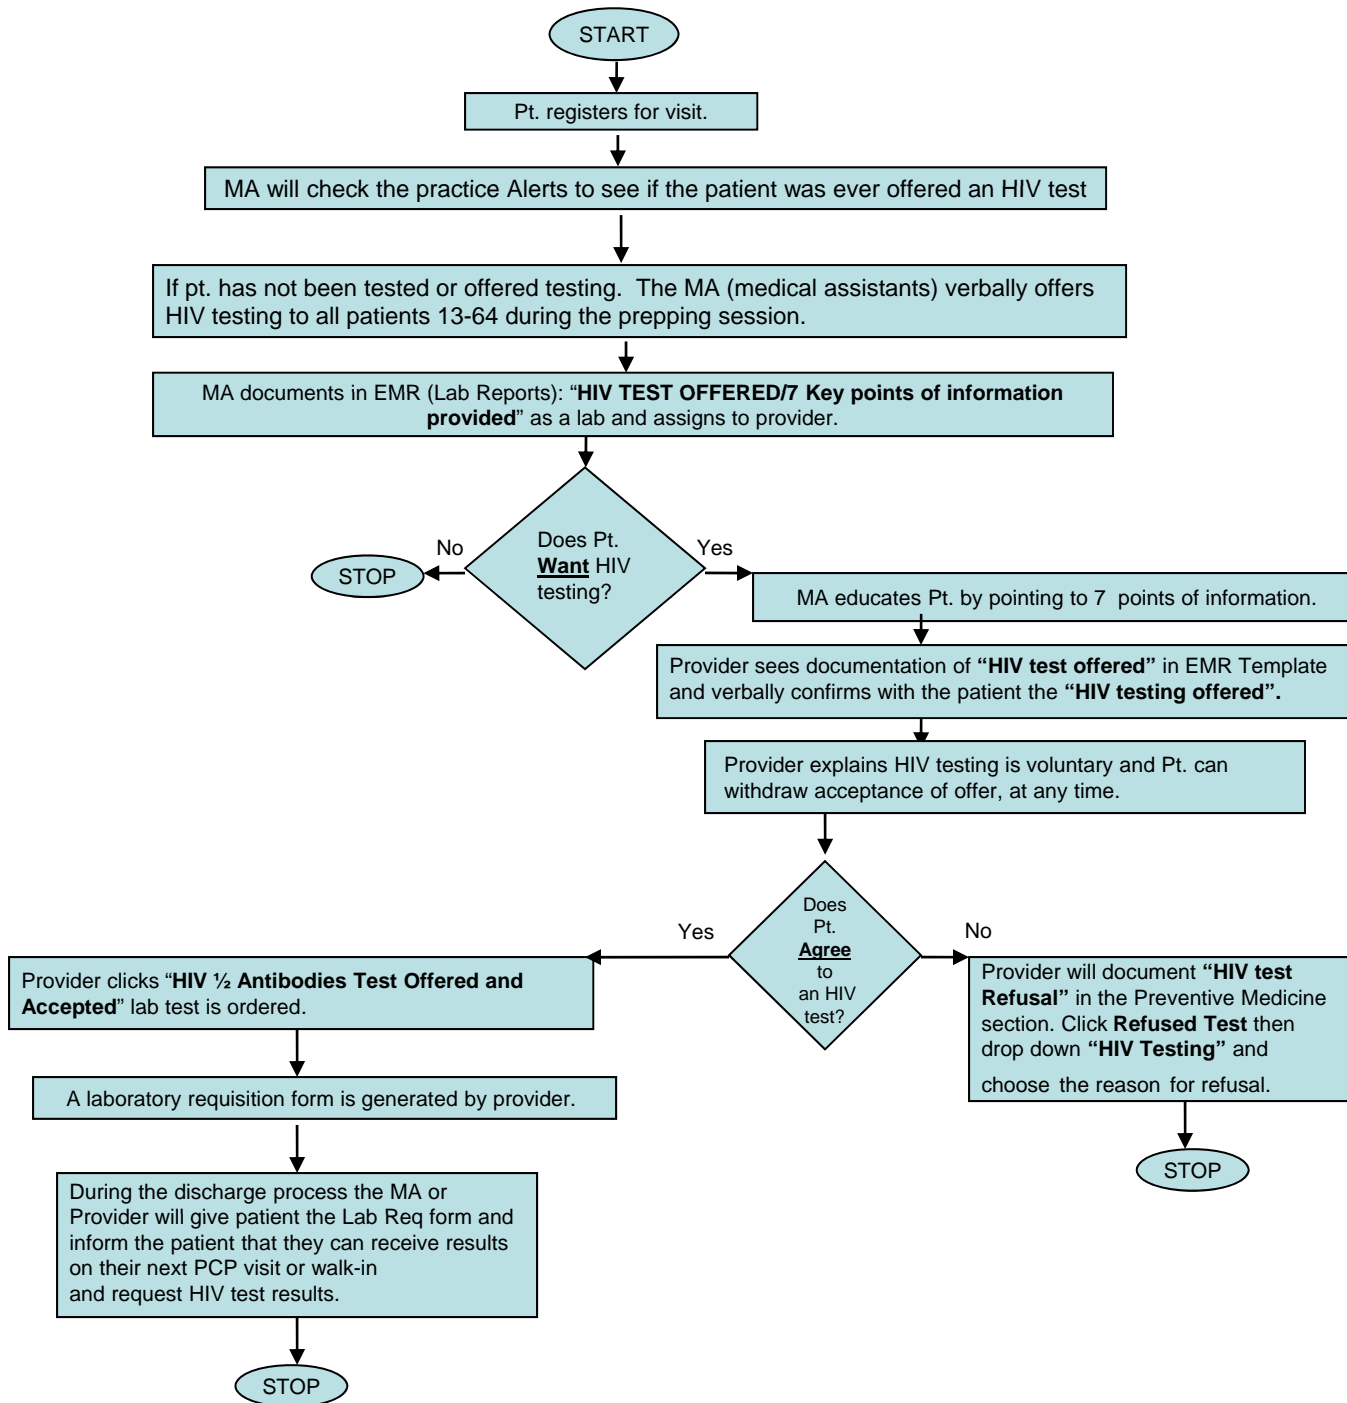 START
Pt. registers for visit.
MA will check the practice Alerts to see if the patient was ever offered an HIV test
If pt. has not been tested or offered testing.  The MA (medical assistants) verbally offers
HIV testing to all patients 13-64 during the prepping session.
MA documents in EMR (Lab Reports): “HIV TEST OFFERED/7 Key points of information
provided” as a lab and assigns to provider.
Does Pt.
Want HIV
testing?
No
Yes
STOP
MA educates Pt. by pointing to 7  points of information.
Provider sees documentation of “HIV test offered” in EMR Template
and verbally confirms with the patient the “HIV testing offered”.
Provider explains HIV testing is voluntary and Pt. can
withdraw acceptance of offer, at any time.
Does
Pt.
Agree
to
an HIV
test?
Yes
No
Provider clicks “HIV ½ Antibodies Test Offered and
Accepted” lab test is ordered.
A laboratory requisition form is generated by provider.
During the discharge process the MA or
Provider will give patient the Lab Req form and
inform the patient that they can receive results
on their next PCP visit or walk-in
and request HIV test results.
STOP
Provider will document “HIV test
Refusal” in the Preventive Medicine
section. Click Refused Test then
drop down “HIV Testing” and
choose the reason for refusal.
STOP